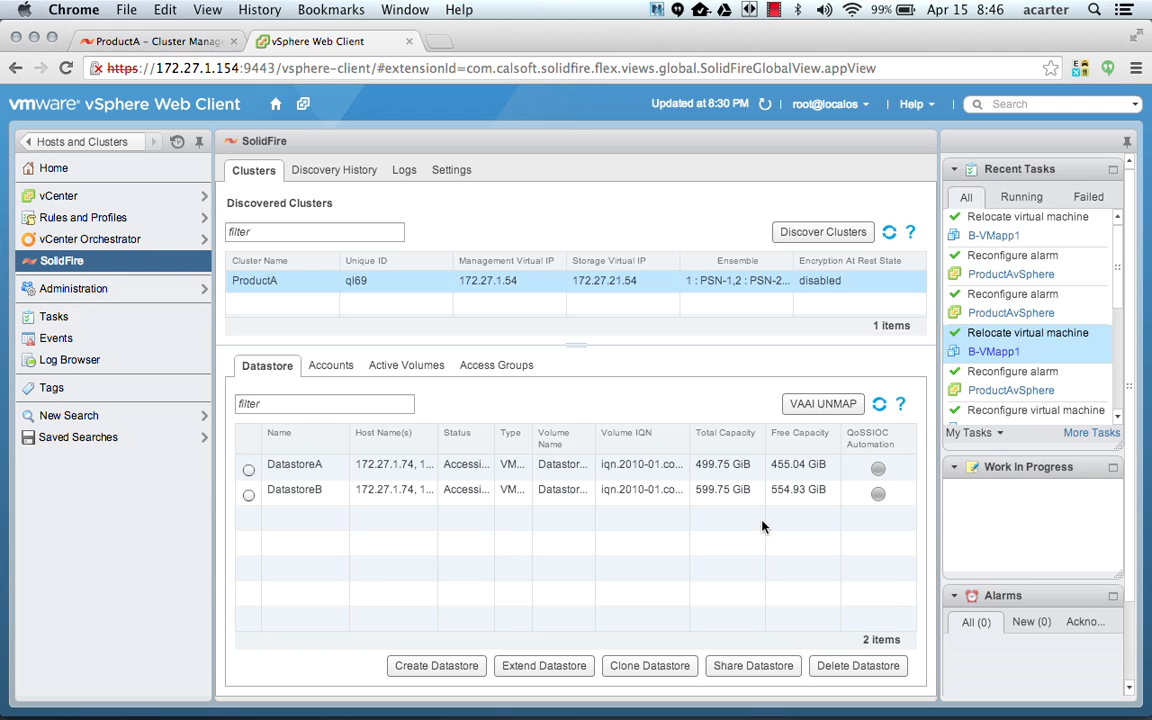 Chrome File Edit View History Bookmarks Window Help 99% Apr 15 8:46 acarter
ProductA – Cluster Manag
vSphere Web Client
https://172.27.1.154:9443/vsphere-client/#extensionId=com.calsoft.solidfire.flex.views.global.SolidFireGlobalView.appView
vmware® vSphere Web Client Updated at 8:30 PM root@localos Help Search
Hosts and Clusters
Home
vCenter
Rules and Profiles
vCenter Orchestrator
SolidFire
Administration
Tasks
Events
Log Browser
Tags
New Search
Saved Searches
SolidFire
Clusters Discovery History Logs Settings
Discovered Clusters
filter Discover Clusters ?
Cluster Name Unique ID Management Virtual IP Storage Virtual IP Ensemble Encryption At Rest State
ProductA ql69 172.27.1.54 172.27.21.54 1 : PSN-1,2 : PSN-2... disabled
1 items
Datastore Accounts Active Volumes Access Groups
filter VAAI UNMAP ?
Name Host Name(s) Status Type Volume Name Volume IQN Total Capacity Free Capacity QoSSIOC Automation
DatastoreA 172.27.1.74, 1... Accessi... VM... Datastor... iqn.2010-01.co... 499.75 GiB 455.04 GiB
DatastoreB 172.27.1.74, 1... Accessi... VM... Datastor... iqn.2010-01.co... 599.75 GiB 554.93 GiB
2 items
Create Datastore Extend Datastore Clone Datastore Share Datastore Delete Datastore
Recent Tasks
All Running Failed
Relocate virtual machine
B-VMapp1
Reconfigure alarm
ProductAvSphere
Reconfigure alarm
ProductAvSphere
Relocate virtual machine
B-VMapp1
Reconfigure alarm
ProductAvSphere
Reconfigure virtual machine
My Tasks More Tasks
Work In Progress
Alarms
All (0) New (0) Ackno...